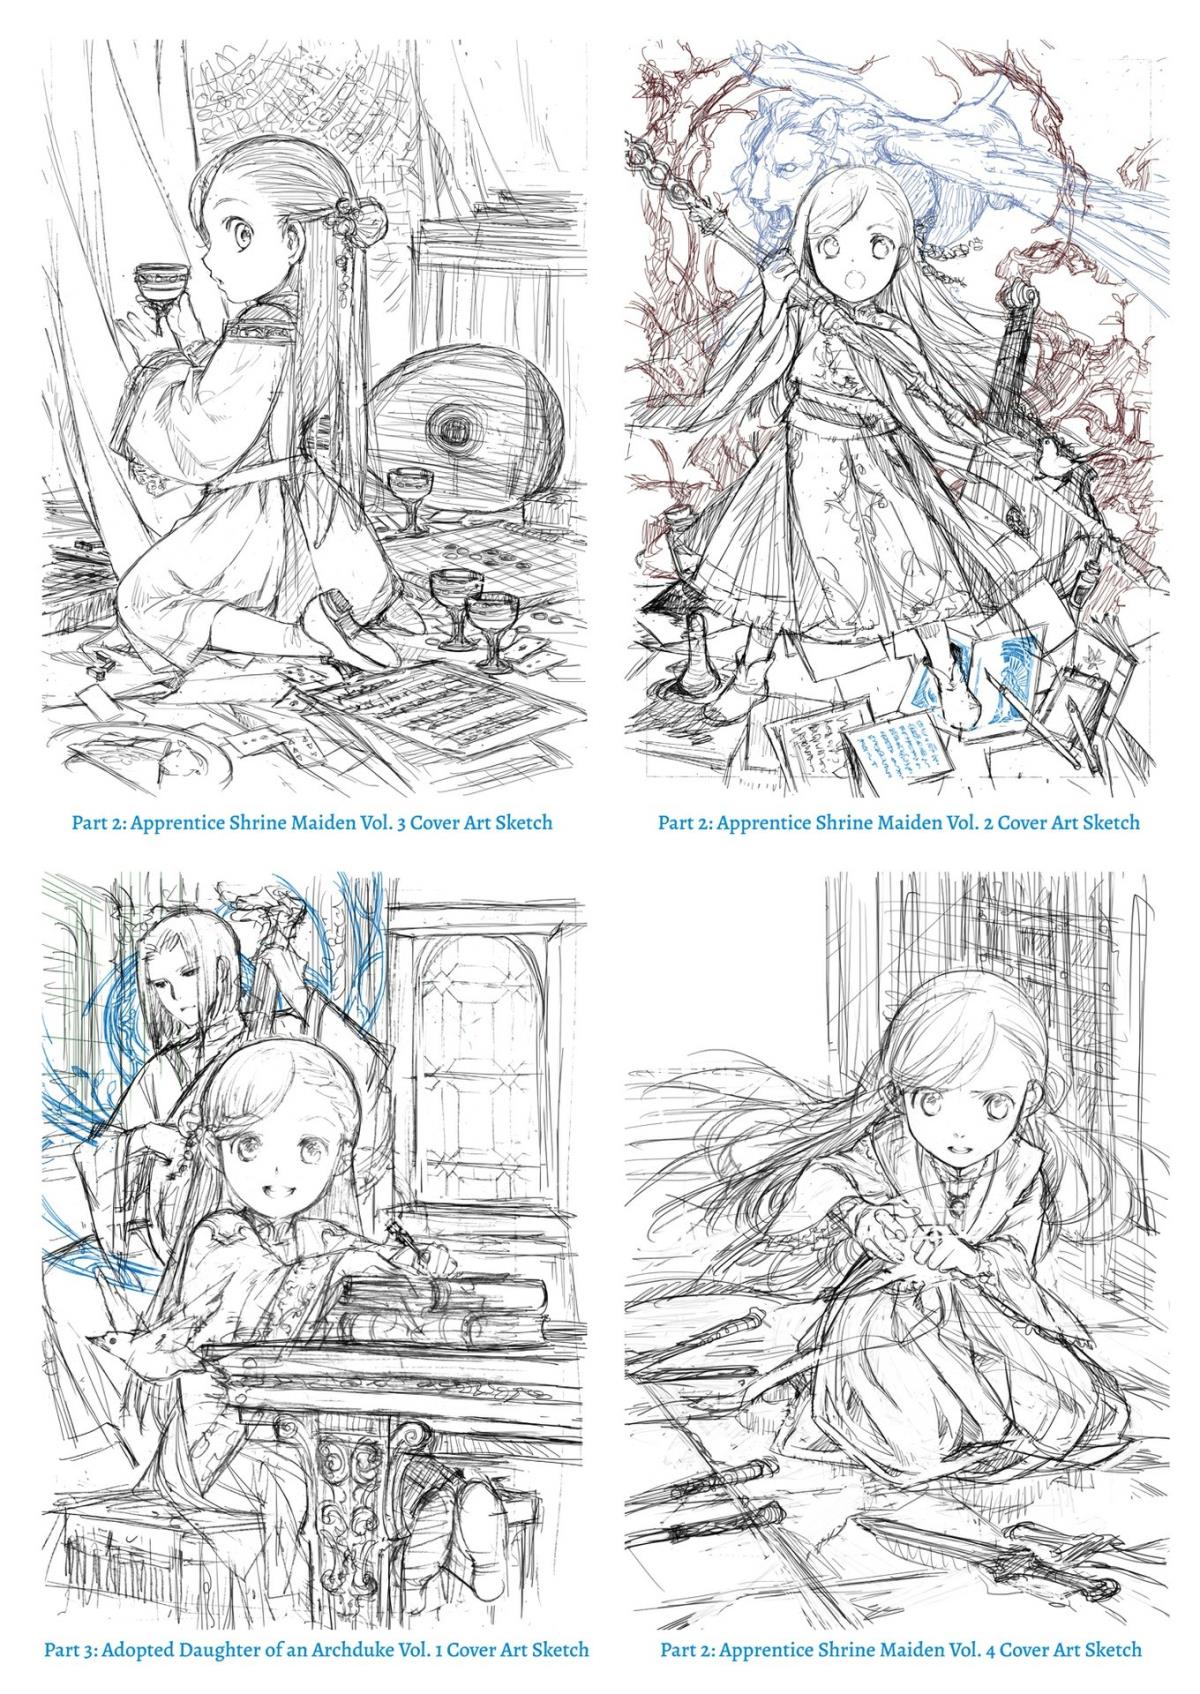 Part 2: Apprentice Shrine Maiden Vol. 3 Cover Art Sketch
Part 2: Apprentice Shrine Maiden Vol. 2 Cover Art Sketch
Part 3: Adopted Daughter of an Archduke Vol. 1 Cover Art Sketch
Part 2: Apprentice Shrine Maiden Vol. 4 Cover Art Sketch